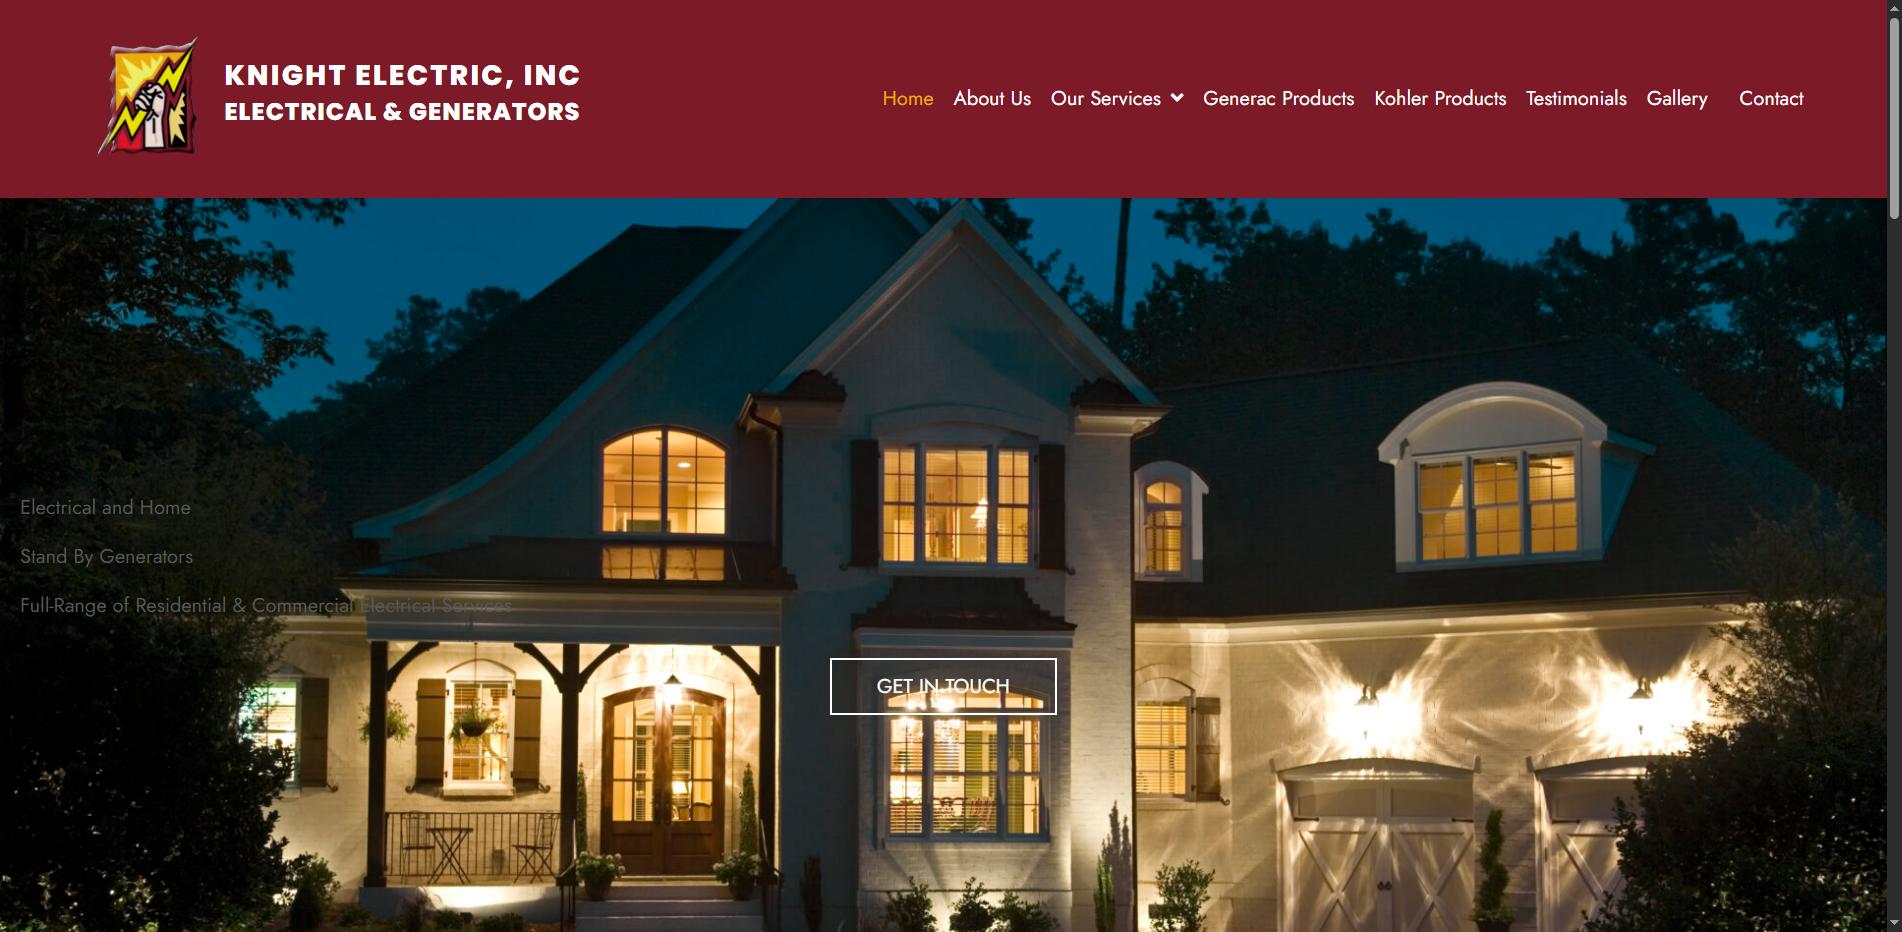 KNIGHT ELECTRIC, INC
ELECTRICAL & GENERATORS
Home About Us Our Services Generac Products Kohler Products Testimonials Gallery Contact
Electrical and Home
Stand By Generators
Full-Range of Residential & Commercial Electrical Services
GET IN TOUCH